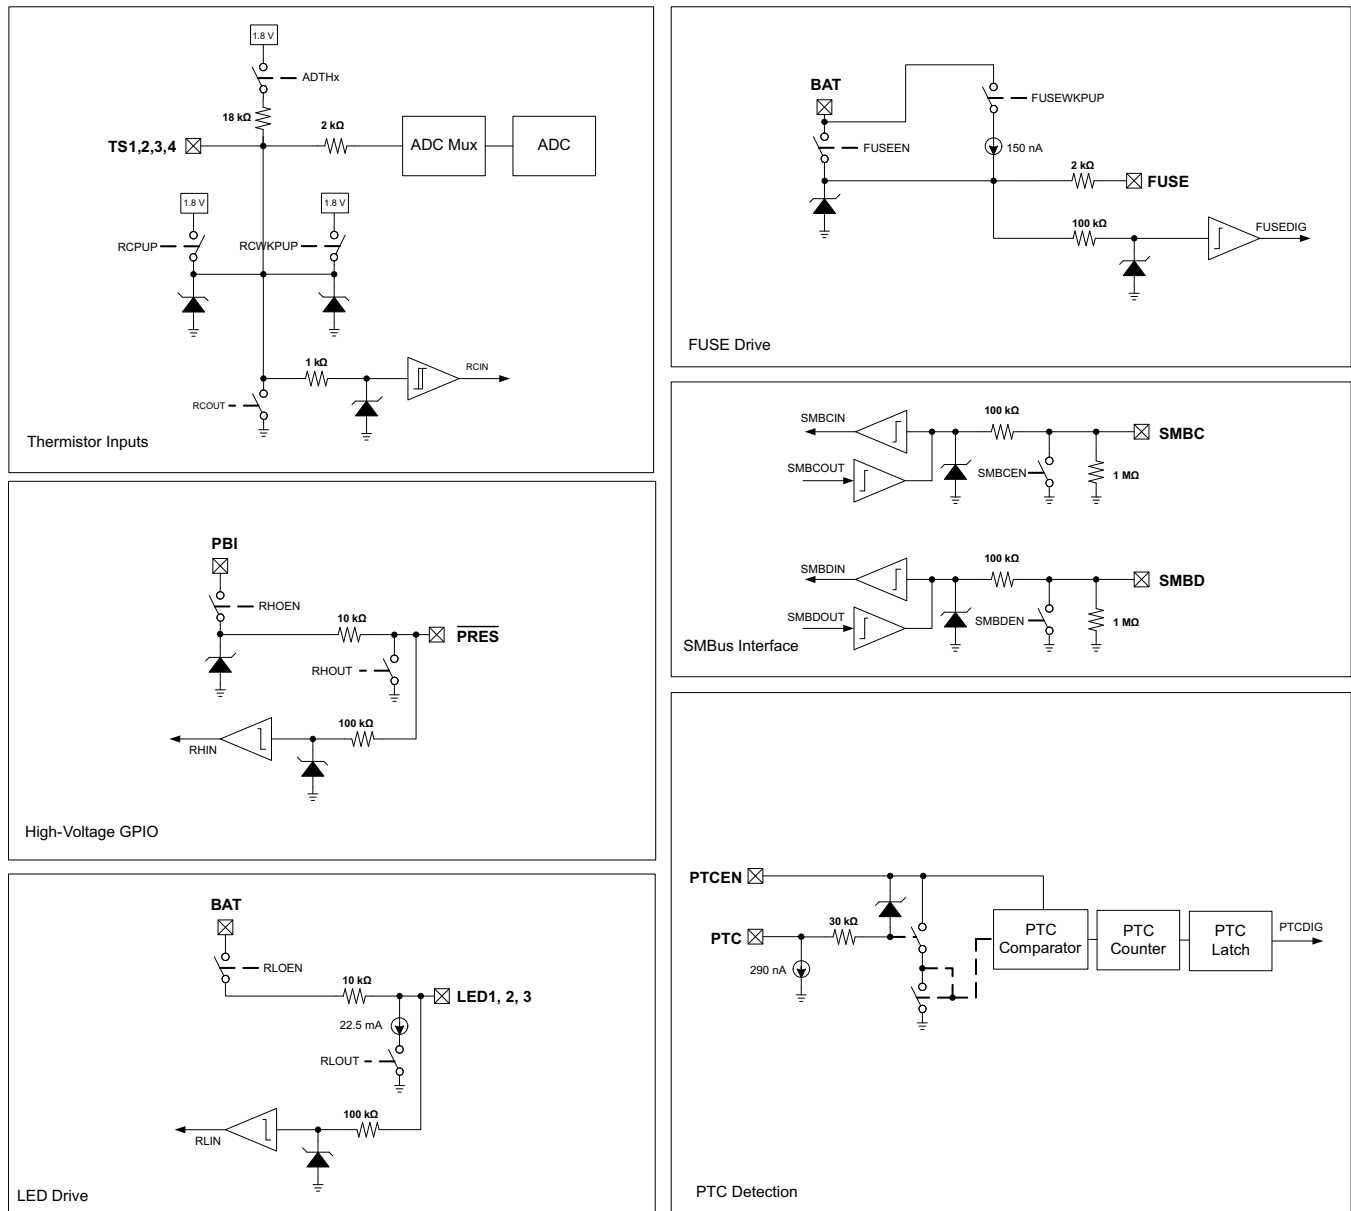 1.8 V
ADTHx
18 kΩ
2 kΩ
TS1,2,3,4
ADC Mux
ADC
1.8 V
1.8 V
RCPUP
RCWKPUP
1 kΩ
RCIN
RCOUT
Thermistor Inputs
BAT
FUSEWKPUP
FUSEEN
150 nA
2 kΩ
FUSE
100 kΩ
FUSEDIG
FUSE Drive
SMBCIN
100 kΩ
SMBC
SMBCOUT
SMBCEN
1 MΩ
SMBDIN
100 kΩ
SMBD
SMBDOUT
SMBDEN
1 MΩ
SMBus Interface
PBI
RHOEN
10 kΩ
PRES
RHOUT
100 kΩ
RHIN
High-Voltage GPIO
PTCEN
PTC
30 kΩ
290 nA
PTC
Comparator
PTC
Counter
PTC
Latch
PTCDIG
PTC Detection
BAT
RLOEN
10 kΩ
LED1, 2, 3
22.5 mA
RLOUT
100 kΩ
RLIN
LED Drive